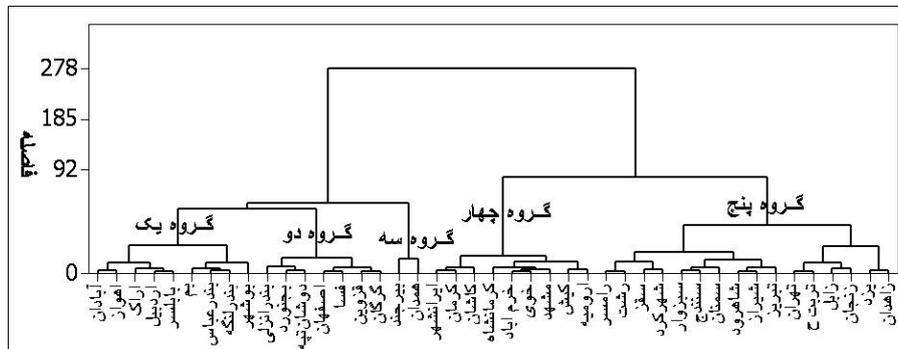 278
185
92
0
فاصله
گروه یک
گروه دو
گروه سه
گروه چهار
گروه پنج
آبادان
اهواز
اراک
اردبیل
بابلسر
بم
بندرعباس
بندرلنگه
بوشهر
بندرانزلی
بجنورد
دوشان‌تپه
اصفهان
فسا
قزوین
گرگان
بیرجند
همدان
ایرانشهر
کرمان
کاشان
کرمانشاه
خرم آباد
خوی
مشهد
کیش
ارومیه
رامسر
رشت
سقز
شهرکرد
سبزوار
سنندج
سمنان
شاهرود
شیراز
تبریز
تهران
تربت ح
زابل
زنجان
یزد
زاهدان